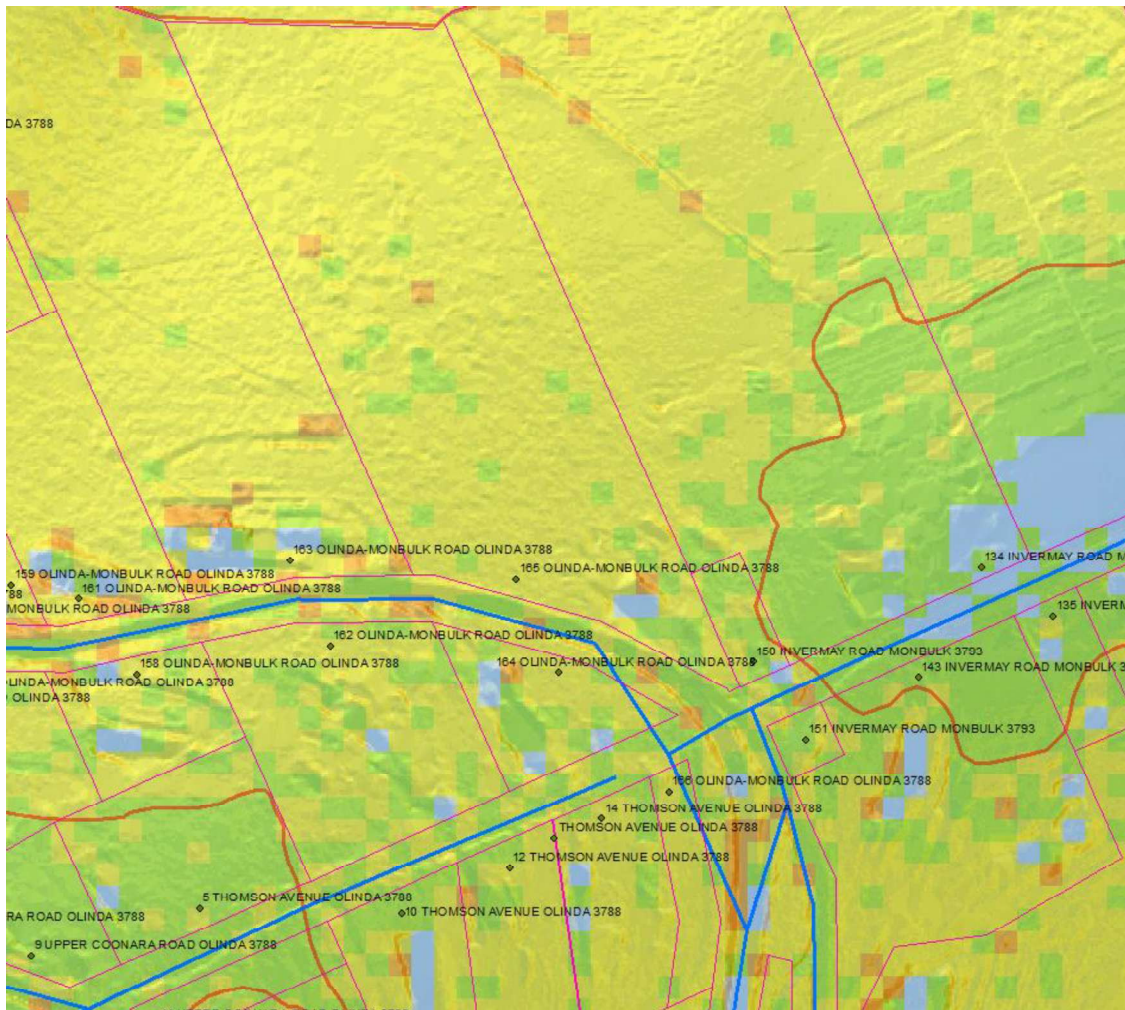 DA 3788
163 OLINDA-MONBULK ROAD OLINDA 3788
134 INVERMAY ROAD M
165 OLINDA-MONBULK ROAD OLINDA 3788
159 OLINDA-MONBULK ROAD OLINDA 3788
161 OLINDA-MONBULK ROAD OLINDA 3788
MONBULK ROAD OLINDA 3788
135 INVERM
162 OLINDA-MONBULK ROAD OLINDA 3788
150 INVERMAY ROAD MONBULK 3793
158 OLINDA-MONBULK ROAD OLINDA 3788
164 OLINDA-MONBULK ROAD OLINDA 3788
143 INVERMAY ROAD MONBULK 3
OLINDA-MONBULK ROAD OLINDA 3788
OLINDA 3788
151 INVERMAY ROAD MONBULK 3793
166 OLINDA-MONBULK ROAD OLINDA 3788
14 THOMSON AVENUE OLINDA 3788
THOMSON AVENUE OLINDA 3788
12 THOMSON AVENUE OLINDA 3788
5 THOMSON AVENUE OLINDA 3788
10 THOMSON AVENUE OLINDA 3788
RA ROAD OLINDA 3788
9 UPPER COONARA ROAD OLINDA 3788